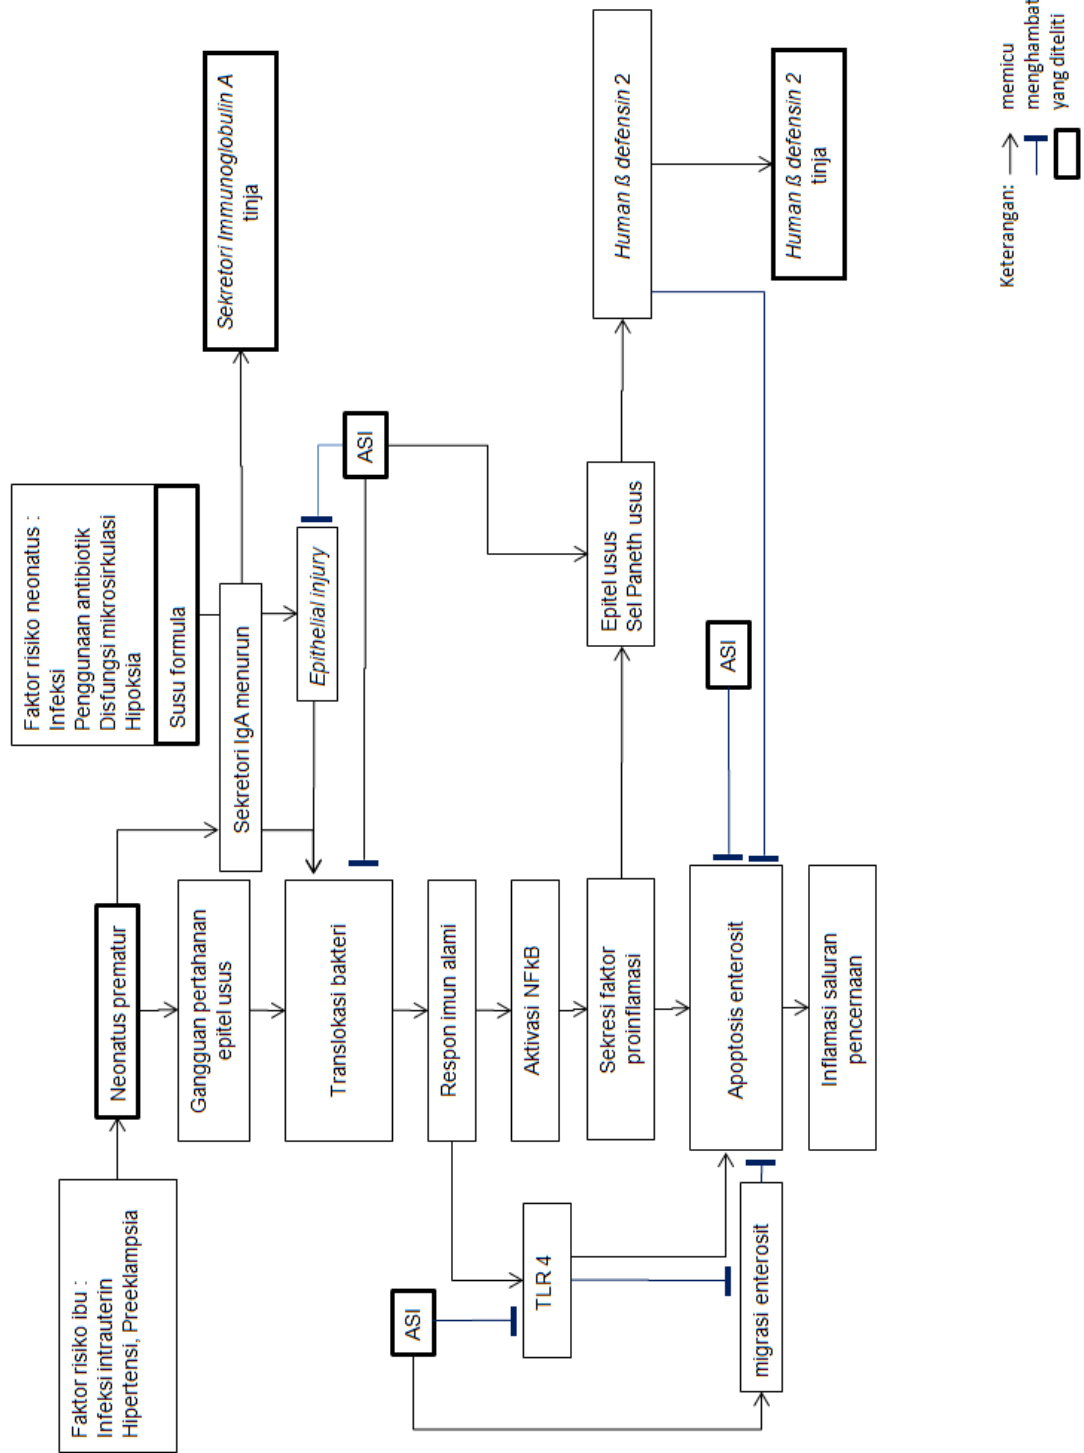 Faktor risiko ibu :
Infeksi intrauterin
Hipertensi, Preeklampsia
Neonatus prematur
Faktor risiko neonatus :
Infeksi
Penggunaan antibiotik
Disfungsi mikrosirkulasi
Hipoksia
Susu formula
Gangguan pertahanan
epitel usus
Sekretori IgA menurun
Sekretori Immunoglobulin A
tinja
Epithelial injury
ASI
Translokasi bakteri
Respon imun alami
ASI
TLR 4
Aktivasi NFkB
Sekresi faktor
proinflamasi
Epitel usus
Sel Paneth usus
Human ß defensin 2
Human ß defensin 2
tinja
ASI
Apoptosis enterosit
migrasi enterosit
Inflamasi saluran
pencernaan
Keterangan:
memicu
menghambat
yang diteliti